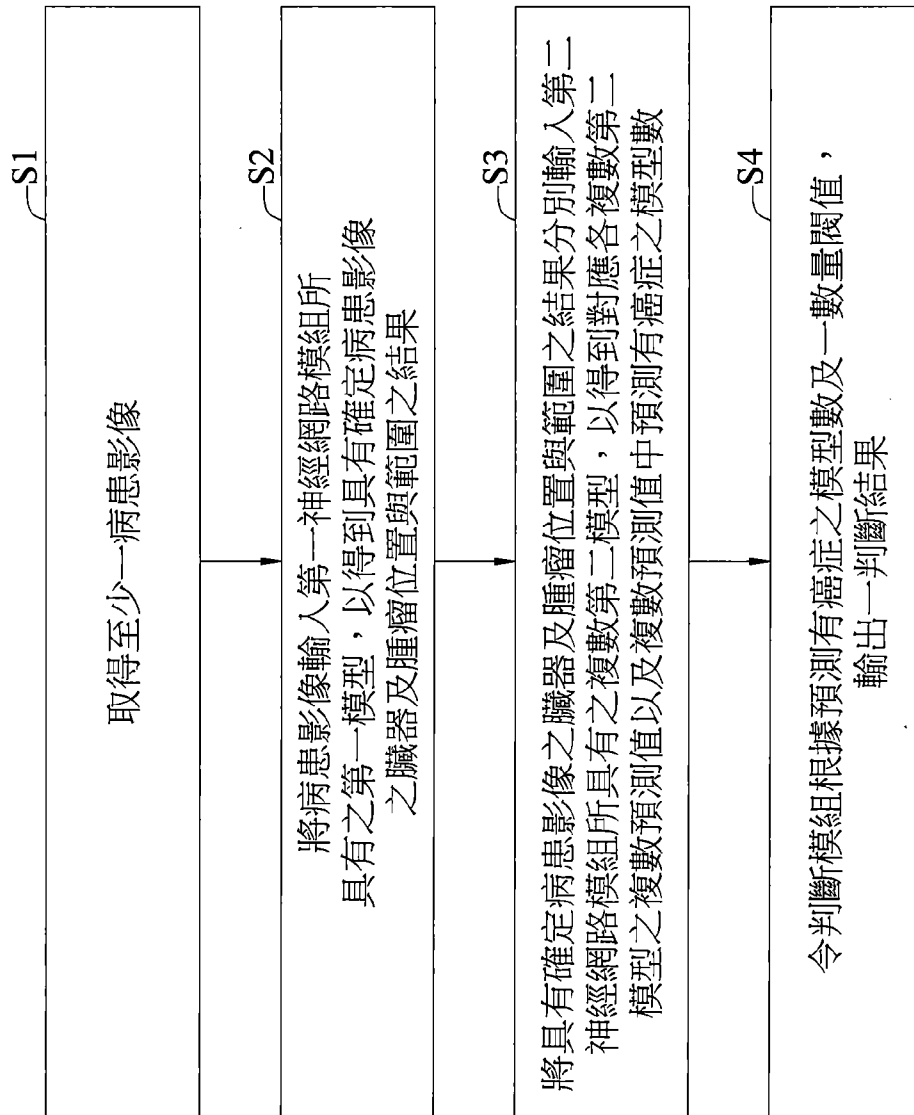 S1
取得至少一病患影像
S2
將病患影像輸入第一神經網路模組所
具有之第一模型，以得到具有確定病患影像
之臟器及腫瘤位置與範圍之結果
S3
將具有確定病患影像之臟器及腫瘤位置與範圍之結果分別輸入第二
神經網路模組所具有之複數第二模型，以得到對應各複數第二
模型之複數預測值以及複數預測值中預測有癌症之模型數
S4
令判斷模組根據預測有癌症之模型數及一數量閥值，
輸出一判斷結果